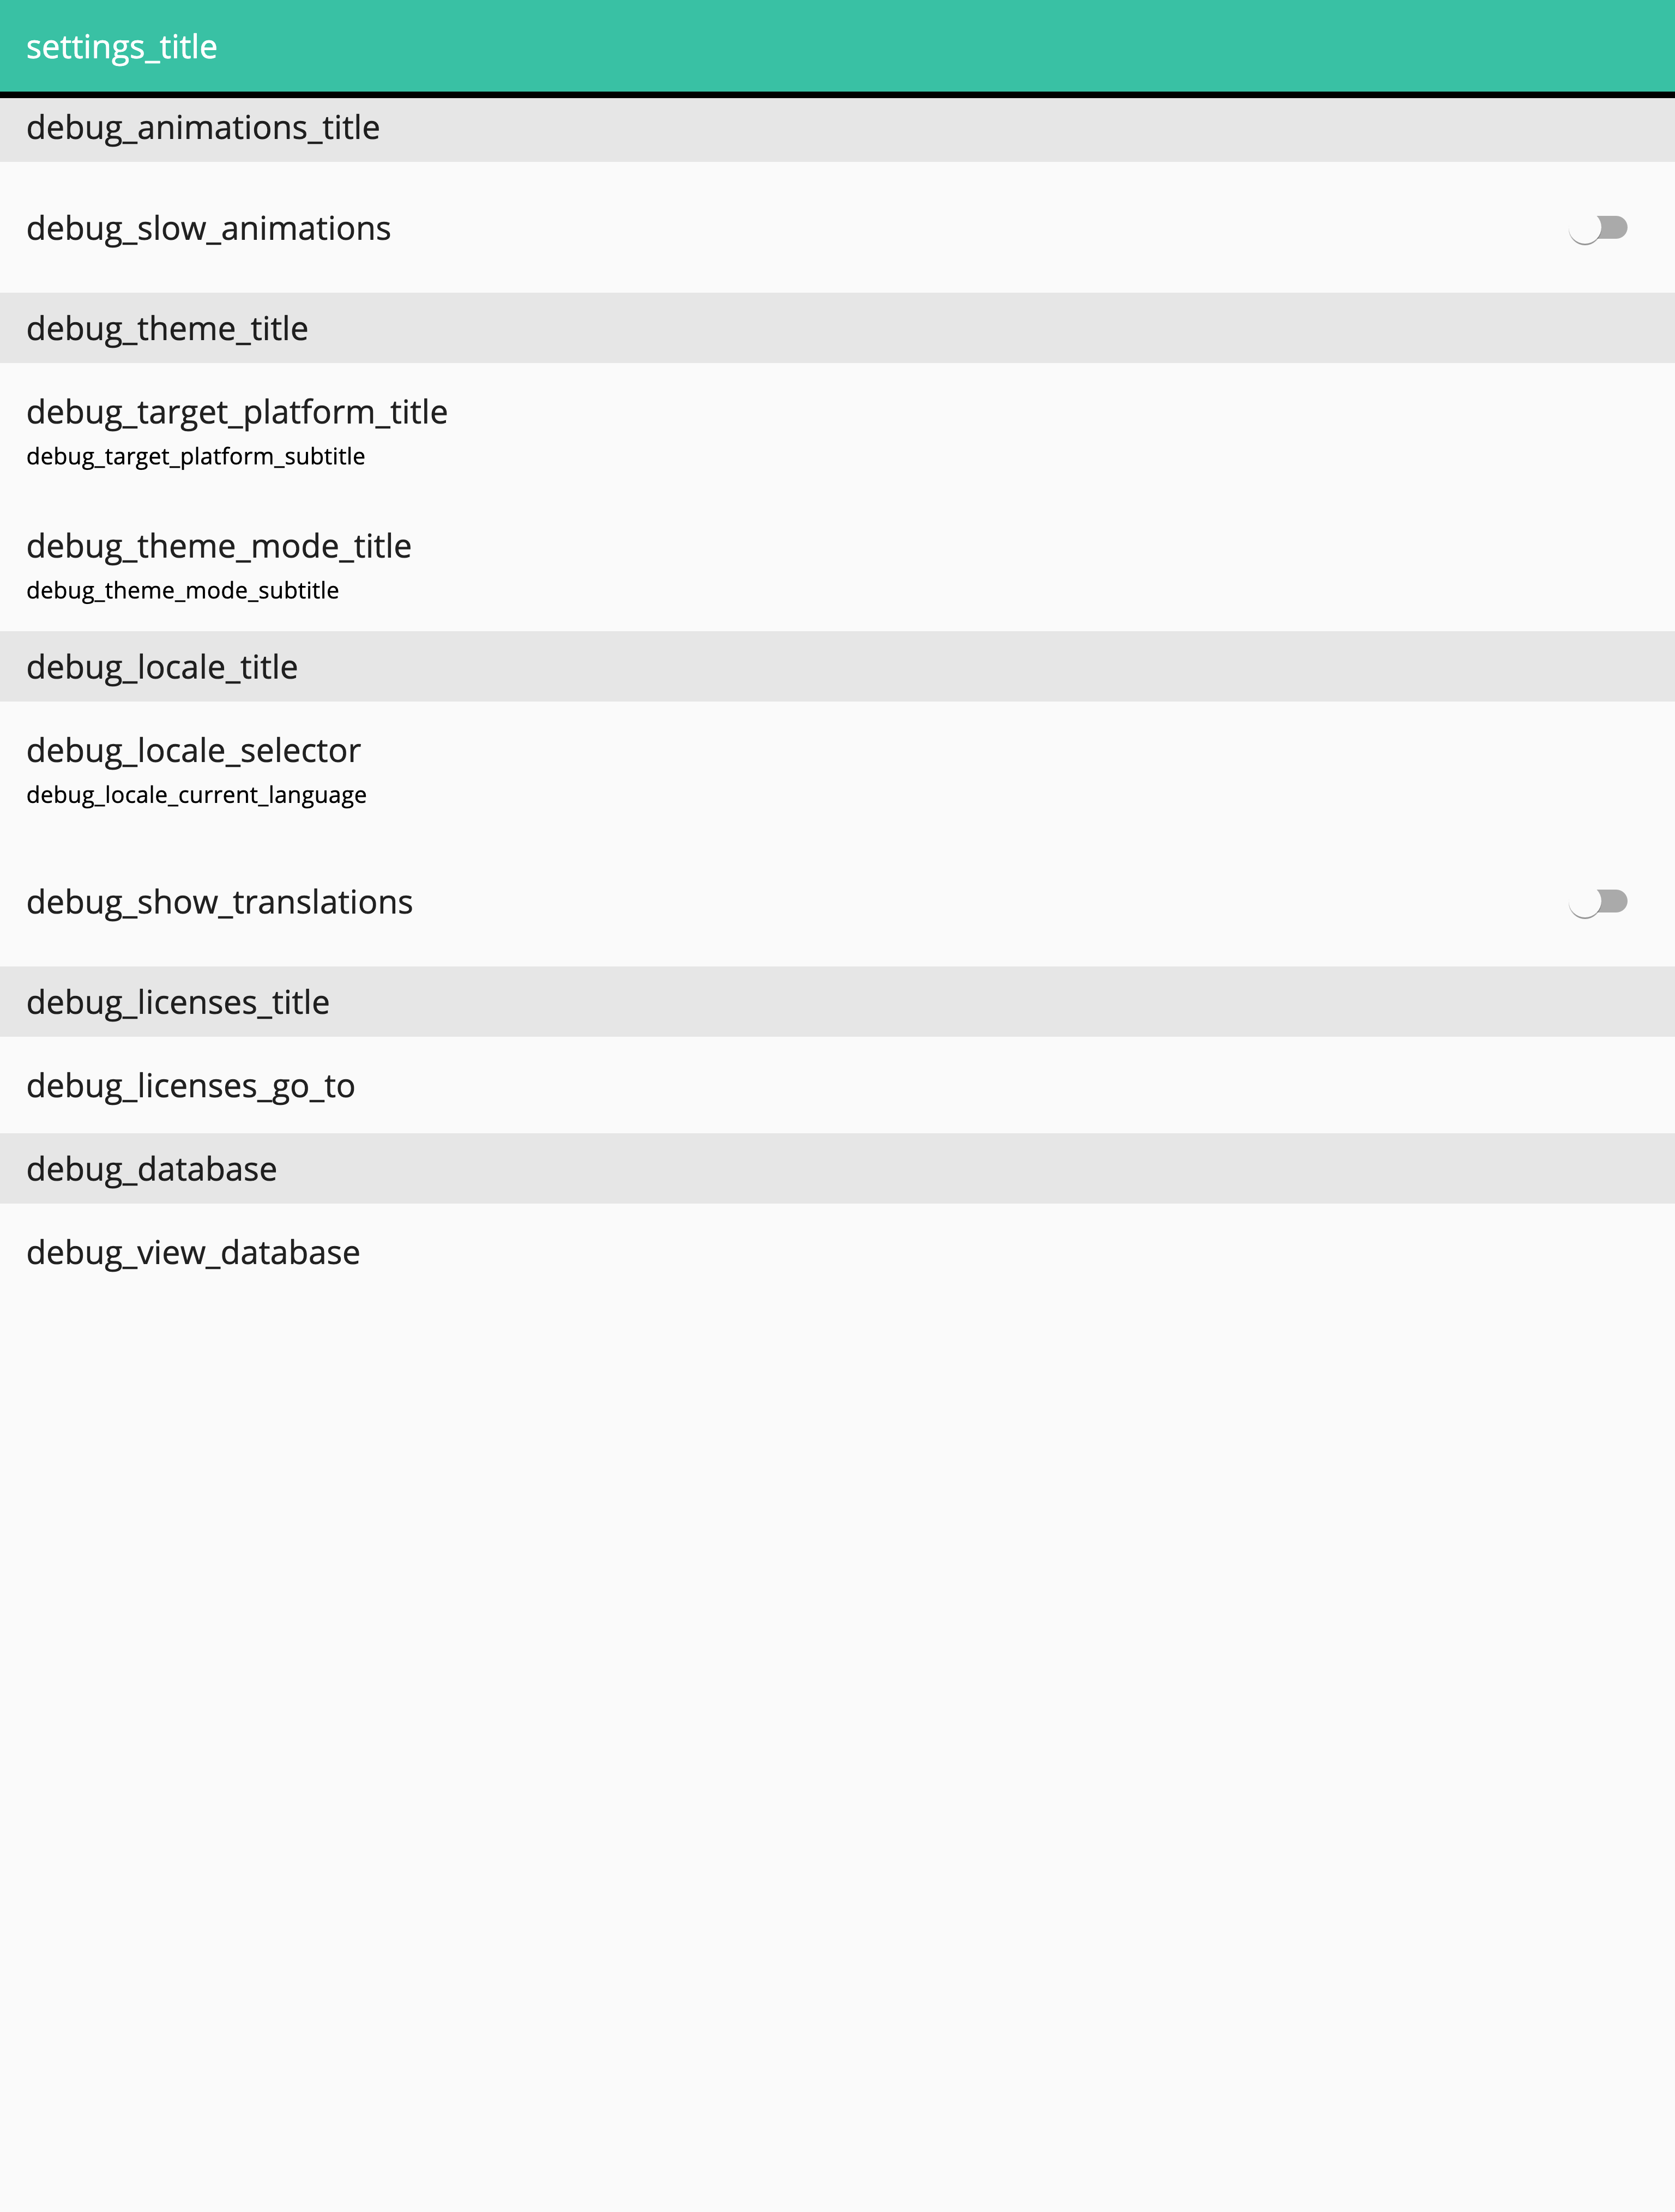 settings_title
debug_animations_title
debug_slow_animations
debug_theme_title
debug_target_platform_title
debug_target_platform_subtitle
debug_theme_mode_title
debug_theme_mode_subtitle
debug_locale_title
debug_locale_selector
debug_locale_current_language
debug_show_translations
debug_licenses_title
debug_licenses_go_to
debug_database
debug_view_database